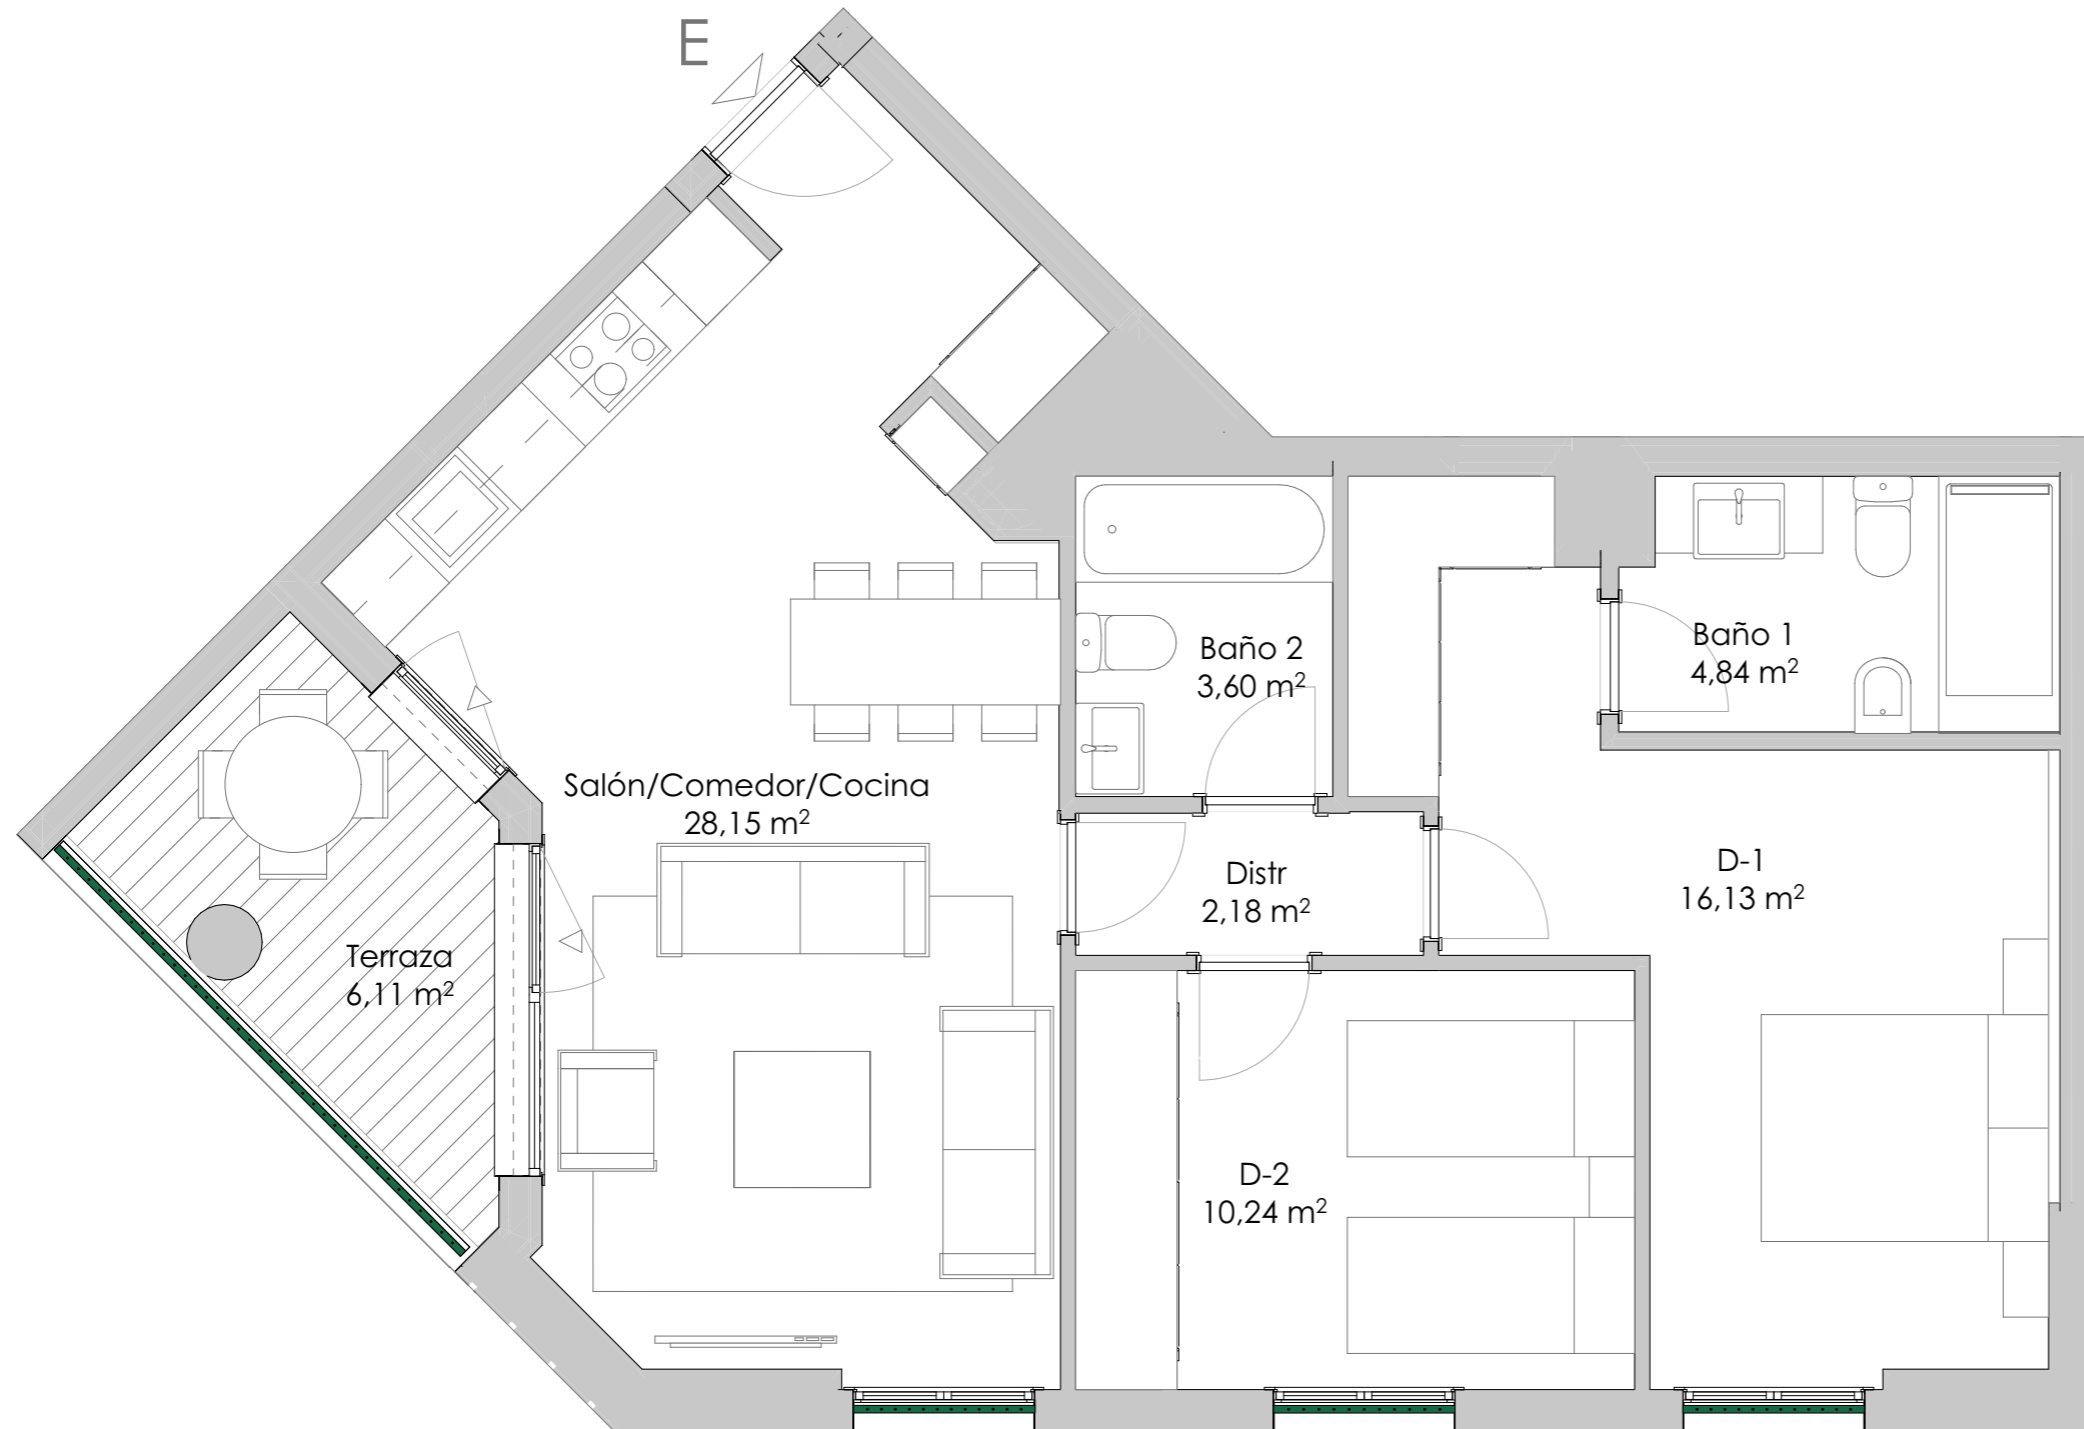 E
Baño 1
4,84 m²
Baño 2
3,60 m²
Salón/Comedor/Cocina
28,15 m²
D-1
16,13 m²
Distr
2,18 m²
Terraza
6,11 m²
D-2
10,24 m²